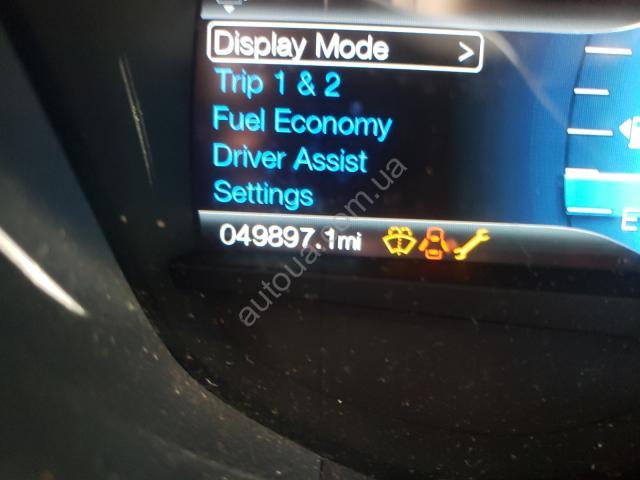 Display Mode >
Trip 1 & 2
Fuel Economy
Driver Assist
Settings
049897.1mi
E
autoua.com.ua